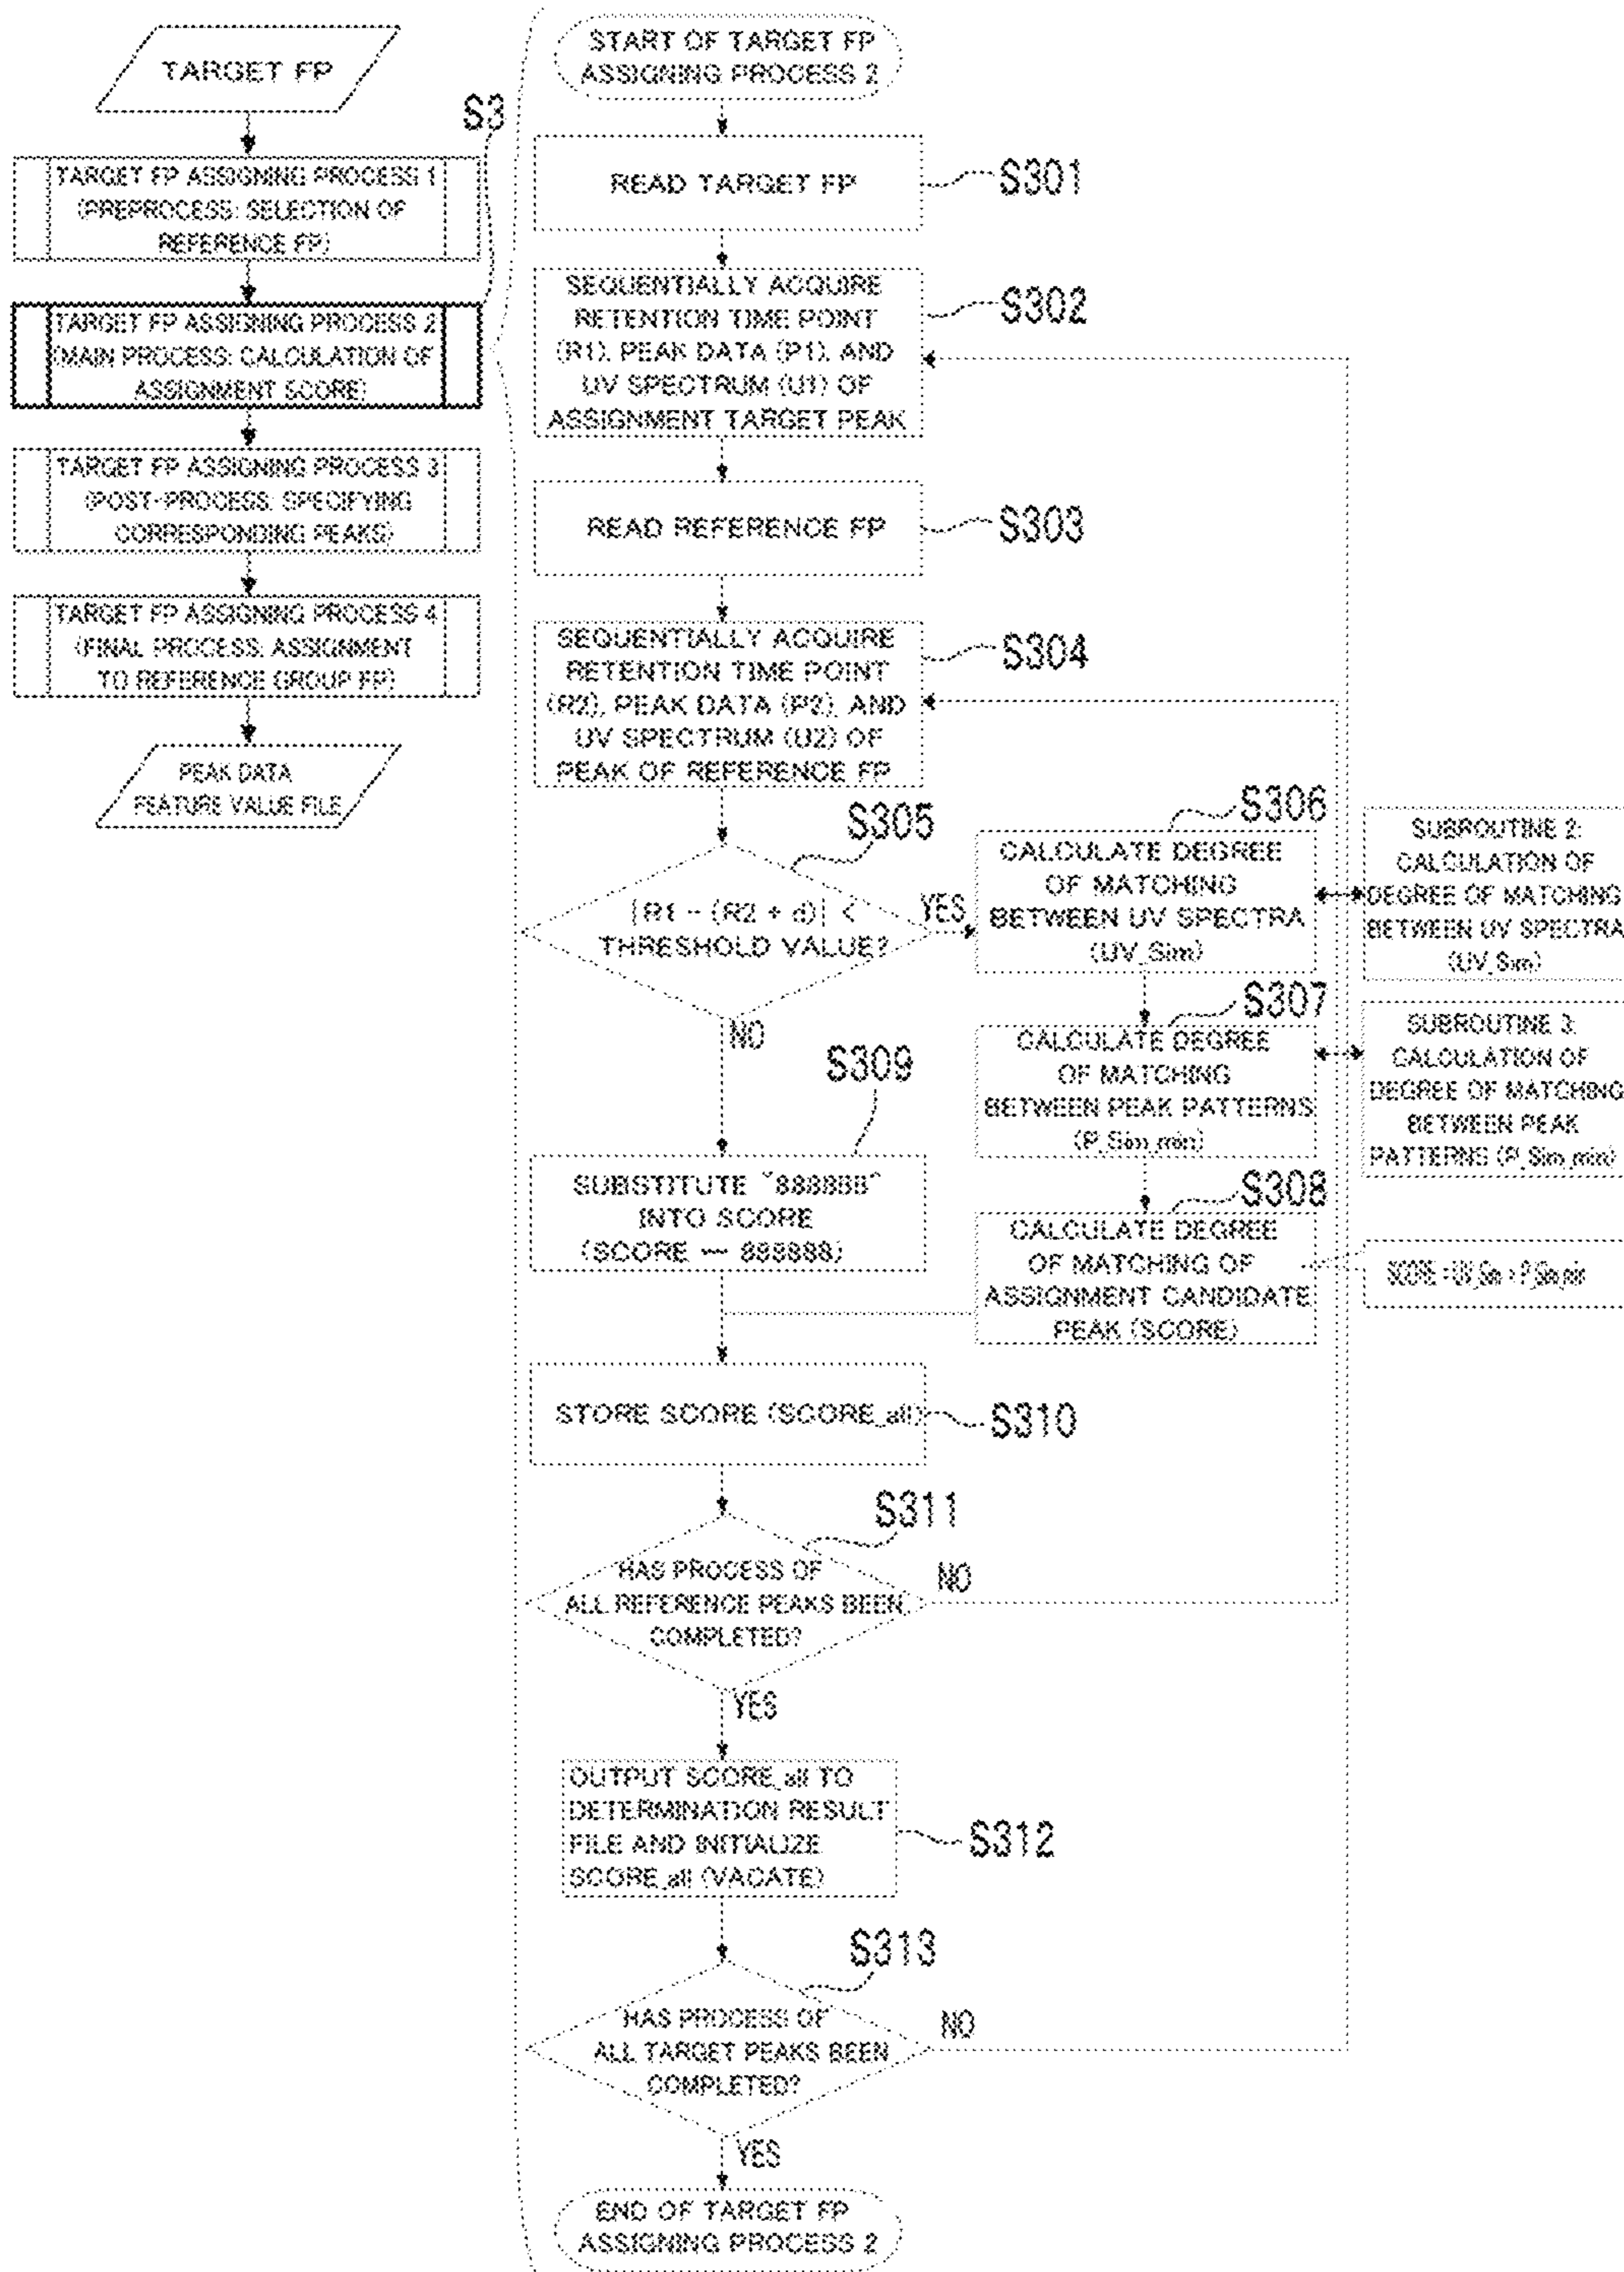 TARGET FP
TARGET FP ASSIGNING PROCESS 1
(PREPROCESS: SELECTION OF
REFERENCE FP)
S3
TARGET FP ASSIGNING PROCESS 2
(MAIN PROCESS: CALCULATION OF
ASSIGNMENT SCORE)
TARGET FP ASSIGNING PROCESS 3
(POST-PROCESS: SPECIFYING
CORRESPONDING PEAKS)
TARGET FP ASSIGNING PROCESS 4
(FINAL PROCESS: ASSIGNMENT
TO REFERENCE GROUP FP)
PEAK DATA
FEATURE VALUE FILE
START OF TARGET FP
ASSIGNING PROCESS 2
READ TARGET FP
S301
SEQUENTIALLY ACQUIRE
RETENTION TIME POINT
(R1), PEAK DATA (P1), AND
UV SPECTRUM (U1) OF
ASSIGNMENT TARGET PEAK
S302
READ REFERENCE FP
S303
SEQUENTIALLY ACQUIRE
RETENTION TIME POINT
(R2), PEAK DATA (P2), AND
UV SPECTRUM (U2) OF
PEAK OF REFERENCE FP
S304
S305
|R1 - (R2 + d)| <
THRESHOLD VALUE?
YES
NO
S306
CALCULATE DEGREE
OF MATCHING
BETWEEN UV SPECTRA
(UV_Sim)
SUBROUTINE 2:
CALCULATION OF
DEGREE OF MATCHING
BETWEEN UV SPECTRA
(UV_Sim)
S307
CALCULATE DEGREE
OF MATCHING
BETWEEN PEAK PATTERNS
(P_Sim_min)
SUBROUTINE 3:
CALCULATION OF
DEGREE OF MATCHING
BETWEEN PEAK
PATTERNS (P_Sim_min)
S308
CALCULATE DEGREE
OF MATCHING OF
ASSIGNMENT CANDIDATE
PEAK (SCORE)
S309
SUBSTITUTE
INTO SCORE
(SCORE
STORE SCORE (SCORE_all)
S310
S311
HAS PROCESS OF
ALL REFERENCE PEAKS BEEN
COMPLETED?
NO
YES
OUTPUT SCORE_all TO
DETERMINATION RESULT
FILE AND INITIALIZE
SCORE_all (VACATE)
S312
S313
HAS PROCESS OF
ALL TARGET PEAKS BEEN
COMPLETED?
NO
YES
END OF TARGET FP
ASSIGNING PROCESS 2